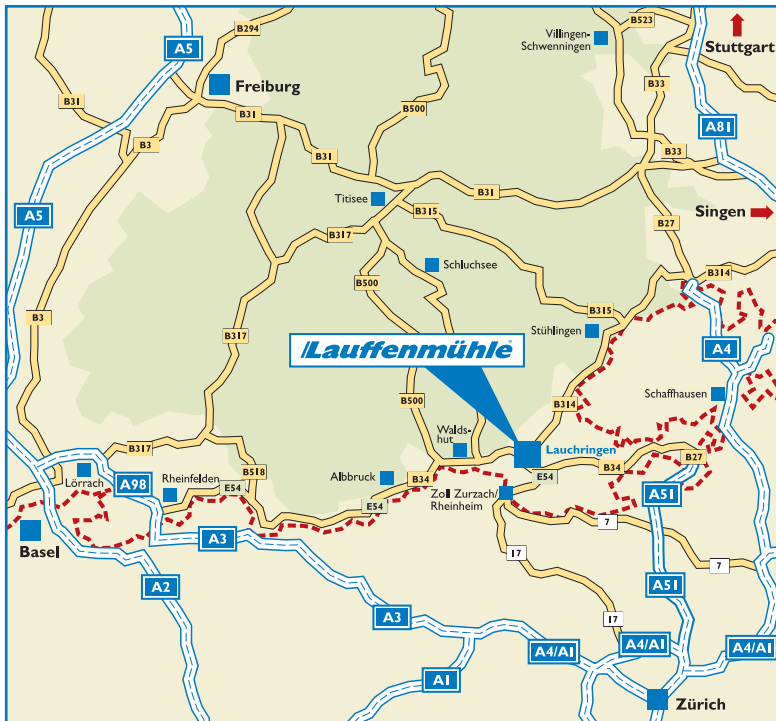 B294
B523
Villingen-
Schwenningen
Stuttgart
A5
Freiburg
B33
B31
B3
B31
B500
A81
B33
B31
B31
Titisee
B315
B27
Singen
A5
B317
Schluchsee
B314
B500
B3
B317
Stühlingen
B315
Lauffenmühle®
A4
Schaffhausen
B500
B314
Walds-
hut
Lauchringen
B317
Lörrach
A98
Rheinfelden
B518
E54
Albbruck
B34
E54
B34
B27
Zoll Zurzach/
Rheinheim
A51
E54
Basel
A3
7
17
7
A2
A51
A3
17
A4/A1
A4/A1
A4/A1
A1
Zürich